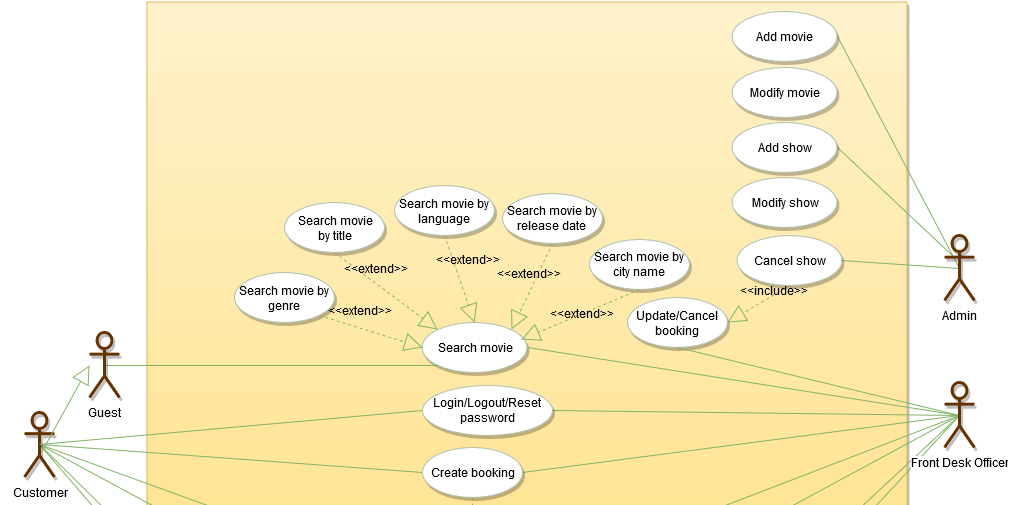 Add movie
Modify movie
Add show
Modify show
Cancel show
<<include>>
Update/Cancel
booking
Search movie by
language
Search movie by
release date
Search movie
by title
Search movie by
city name
Search movie by
genre
<<extend>>
<<extend>>
<<extend>>
<<extend>>
<<extend>>
Search movie
Login/Logout/Reset
password
Create booking
Admin
Guest
Customer
Front Desk Officer